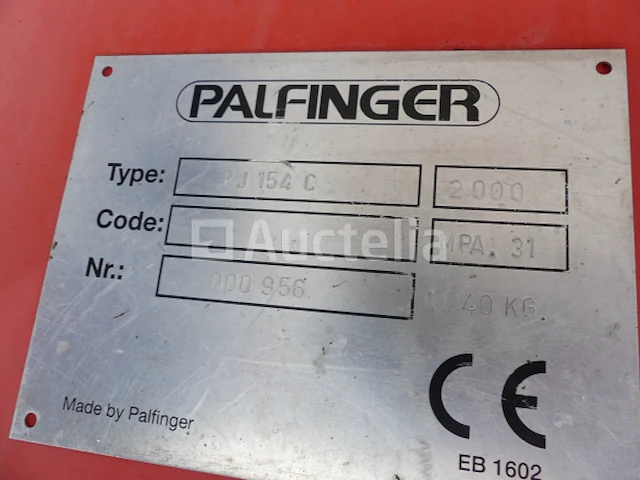 PALFINGER
Type: PJ 154 C 2000
Code: MPA. 31
Auctelia
Nr.: 000 956 40 KG.
Made by Palfinger
CE
EB 1602